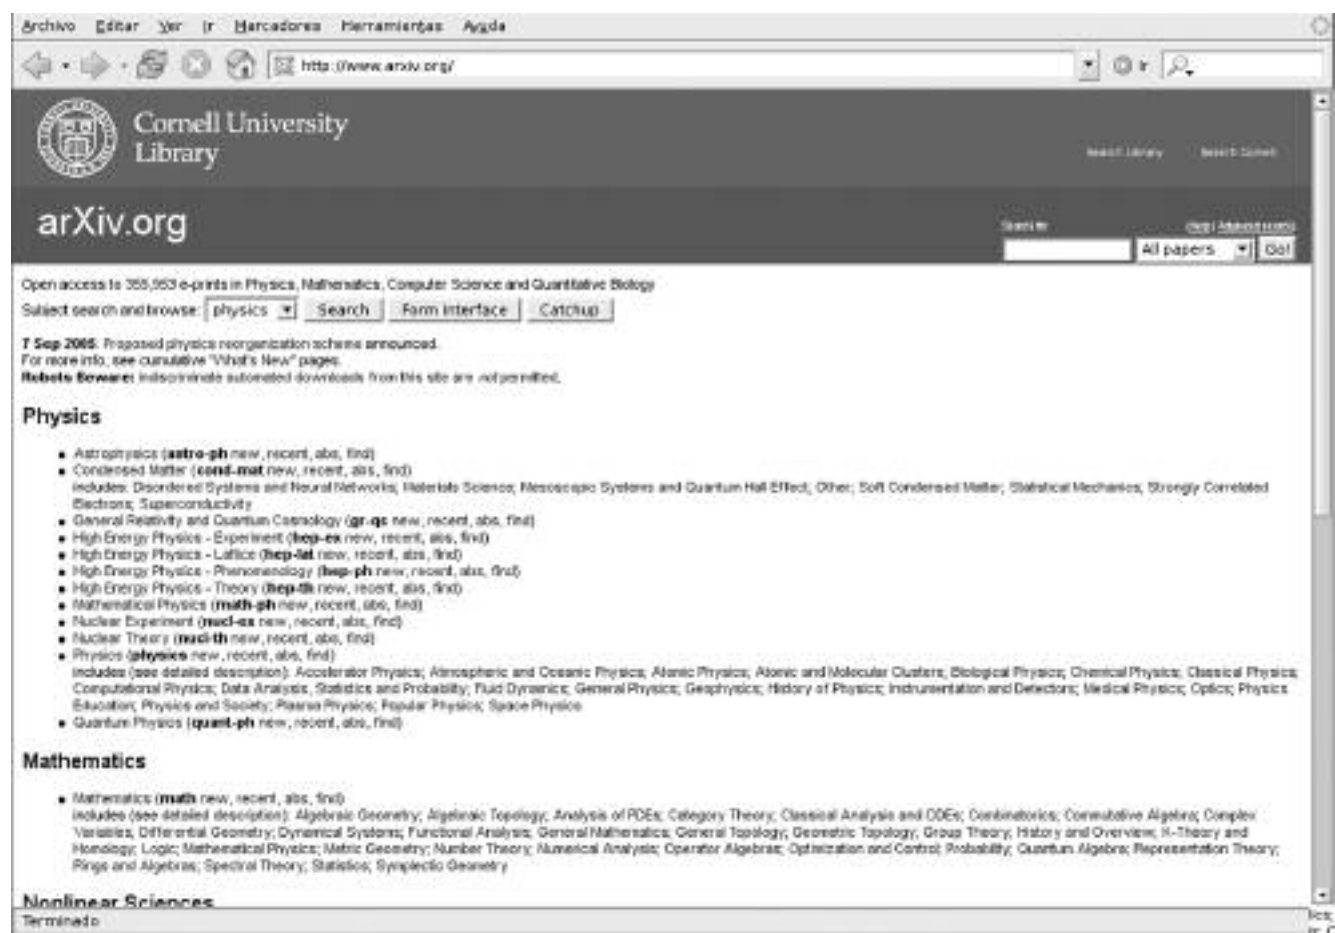 Archivo Editar Ver Ir Marcadores Herramientas Ayuda
http://www.arxiv.org/ Ir
Cornell University
Library
Search Library Search Cornell
arXiv.org
Search for
(Help | Advanced search)
All papers Go!
Open access to 355,953 e-prints in Physics, Mathematics, Computer Science and Quantitative Biology
Subject search and browse: physics Search Form Interface Catchup
7 Sep 2005: Proposed physics reorganization scheme announced.
For more info, see cumulative "What's New" pages.
Robots Beware: indiscriminate automated downloads from this site are not permitted.
Physics
• Astrophysics (astro-ph new, recent, abs, find)
• Condensed Matter (cond-mat new, recent, abs, find)
includes: Disordered Systems and Neural Networks; Materials Science; Mesoscopic Systems and Quantum Hall Effect; Other; Soft Condensed Matter; Statistical Mechanics; Strongly Correlated
Electrons; Superconductivity
• General Relativity and Quantum Cosmology (gr-qc new, recent, abs, find)
• High Energy Physics - Experiment (hep-ex new, recent, abs, find)
• High Energy Physics - Lattice (hep-lat new, recent, abs, find)
• High Energy Physics - Phenomenology (hep-ph new, recent, abs, find)
• High Energy Physics - Theory (hep-th new, recent, abs, find)
• Mathematical Physics (math-ph new, recent, abs, find)
• Nuclear Experiment (nucl-ex new, recent, abs, find)
• Nuclear Theory (nucl-th new, recent, abs, find)
• Physics (physics new, recent, abs, find)
includes (see detailed description): Accelerator Physics; Atmospheric and Oceanic Physics; Atomic Physics; Atomic and Molecular Clusters; Biological Physics; Chemical Physics; Classical Physics;
Computational Physics; Data Analysis, Statistics and Probability; Fluid Dynamics; General Physics; Geophysics; History of Physics; Instrumentation and Detectors; Medical Physics; Optics; Physics
Education; Physics and Society; Plasma Physics; Popular Physics; Space Physics
• Quantum Physics (quant-ph new, recent, abs, find)
Mathematics
• Mathematics (math new, recent, abs, find)
includes (see detailed description): Algebraic Geometry; Algebraic Topology; Analysis of PDEs; Category Theory; Classical Analysis and ODEs; Combinatorics; Commutative Algebra; Complex
Variables; Differential Geometry; Dynamical Systems; Functional Analysis; General Mathematics; General Topology; Geometric Topology; Group Theory; History and Overview; K-Theory and
Homology; Logic; Mathematical Physics; Metric Geometry; Number Theory; Numerical Analysis; Operator Algebras; Optimization and Control; Probability; Quantum Algebra; Representation Theory;
Rings and Algebras; Spectral Theory; Statistics; Symplectic Geometry
Nonlinear Sciences
Terminado